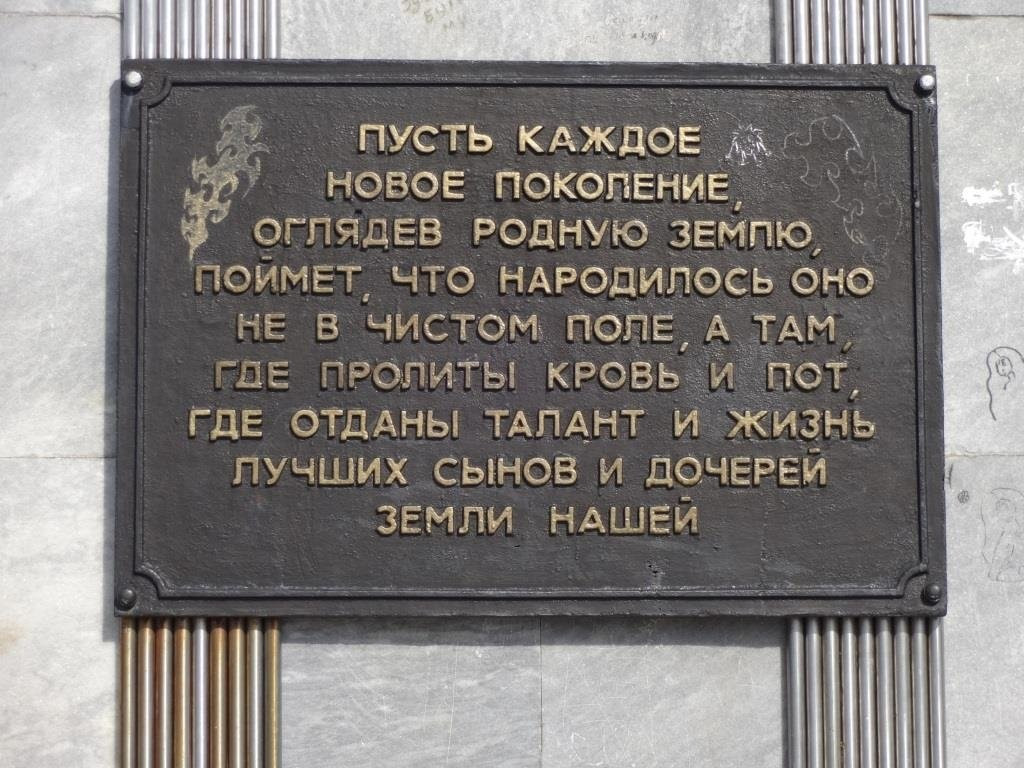 ПУСТЬ КАЖДОЕ
НОВОЕ ПОКОЛЕНИЕ,
ОГЛЯДЕВ РОДНУЮ ЗЕМЛЮ,
ПОЙМЕТ, ЧТО НАРОДИЛОСЬ ОНО
НЕ В ЧИСТОМ ПОЛЕ, А ТАМ,
ГДЕ ПРОЛИТЫ КРОВЬ И ПОТ,
ГДЕ ОТДАНЫ ТАЛАНТ И ЖИЗНЬ
ЛУЧШИХ СЫНОВ И ДОЧЕРЕЙ
ЗЕМЛИ НАШЕЙ